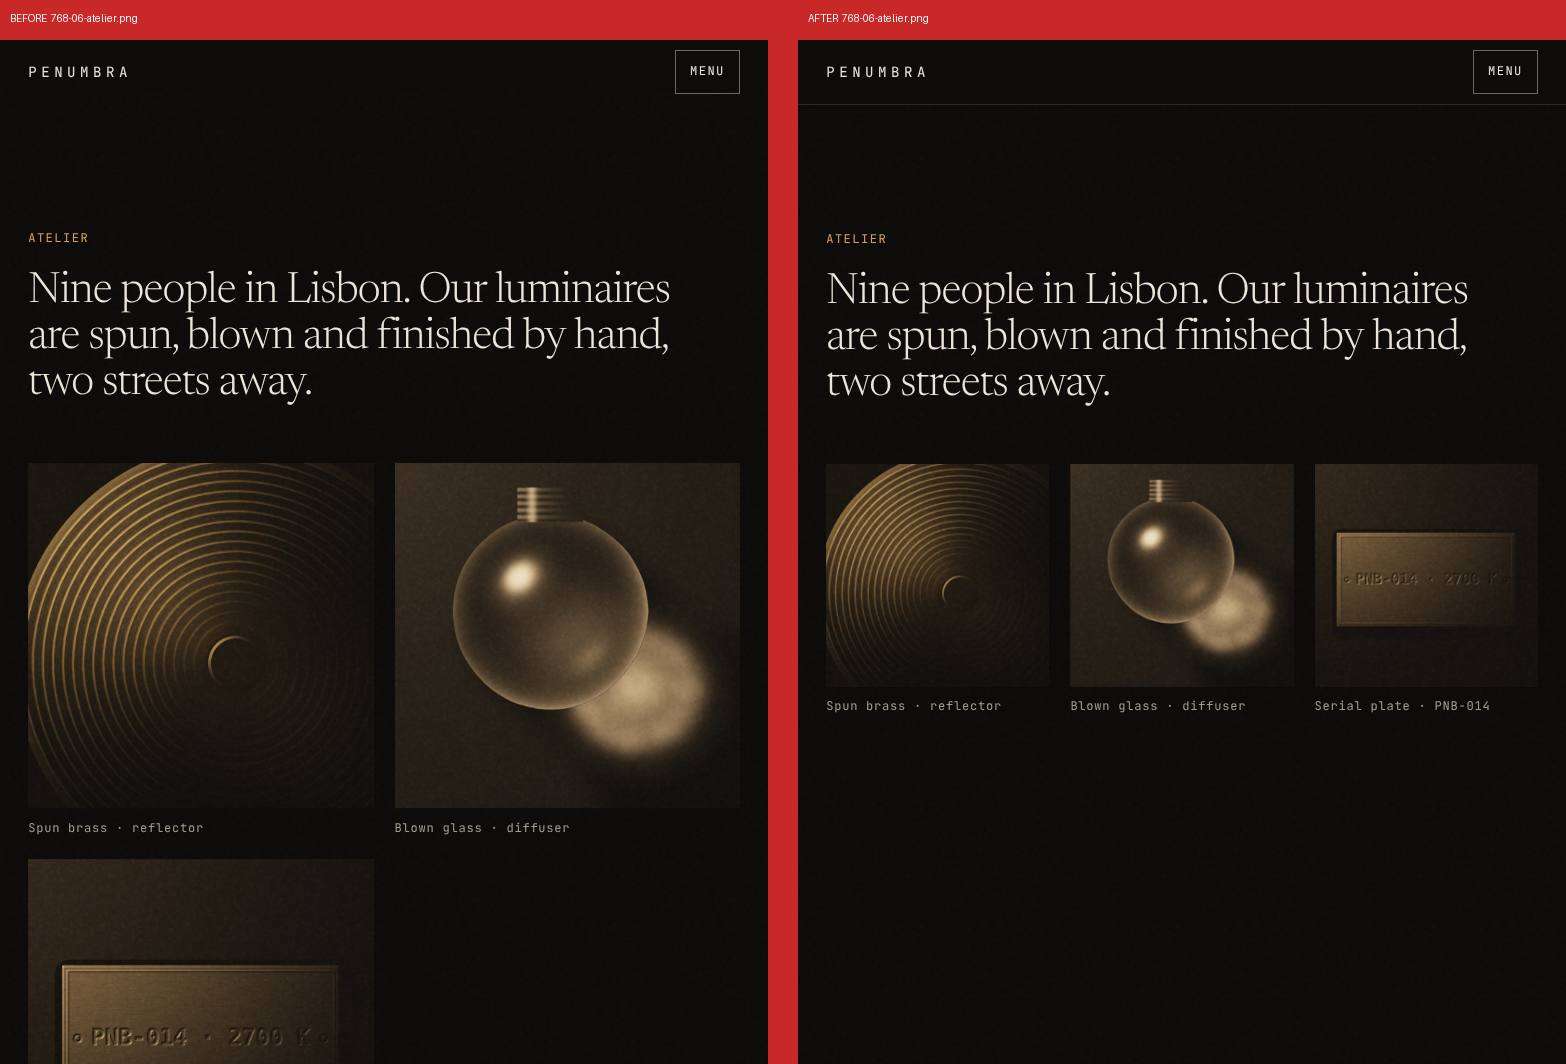 BEFORE 768-06-atelier.png
PENUMBRA
MENU
ATELIER
Nine people in Lisbon. Our luminaires
are spun, blown and finished by hand,
two streets away.
Spun brass · reflector
Blown glass · diffuser
PNB-014 · 2700 K
AFTER 768-06-atelier.png
PENUMBRA
MENU
ATELIER
Nine people in Lisbon. Our luminaires
are spun, blown and finished by hand,
two streets away.
PNB-014 · 2700 K
Spun brass · reflector
Blown glass · diffuser
Serial plate · PNB-014